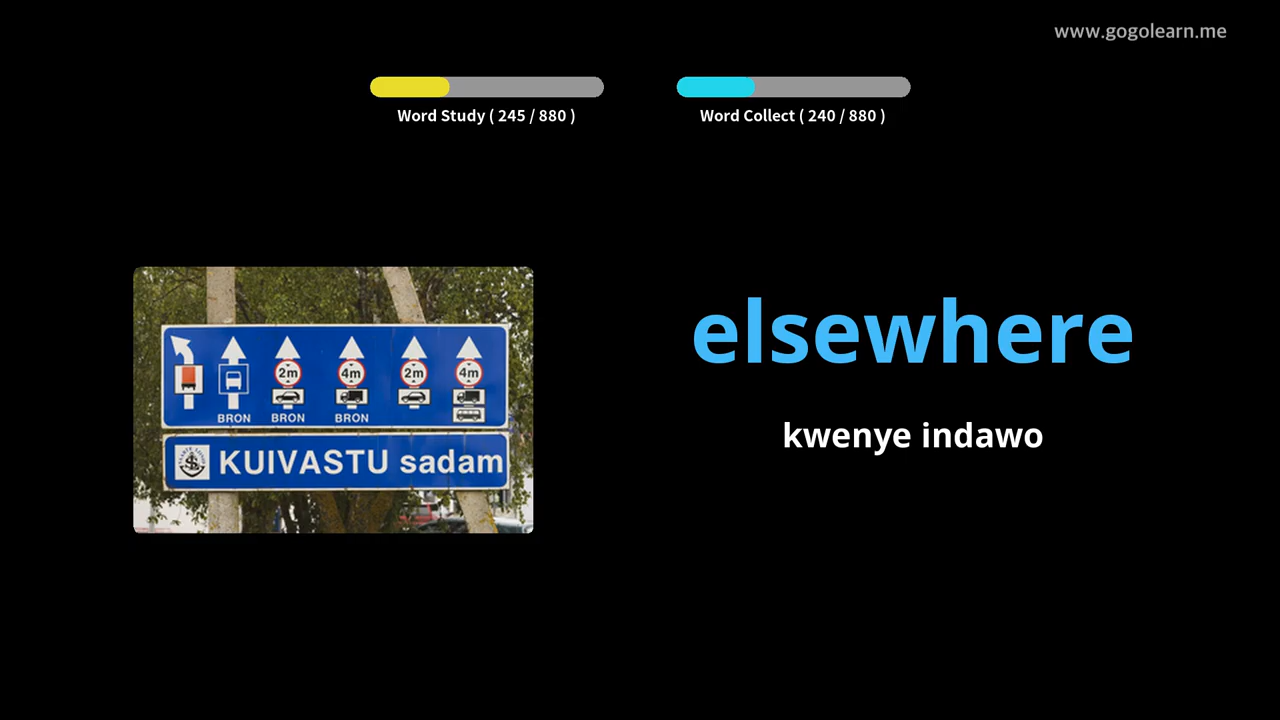 www.gogolearn.me
Word Study ( 245 / 880 )
Word Collect ( 240 / 880 )
2m 4m 2m 4m
BRON BRON BRON
KUIVASTU sadam
elsewhere
kwenye indawo